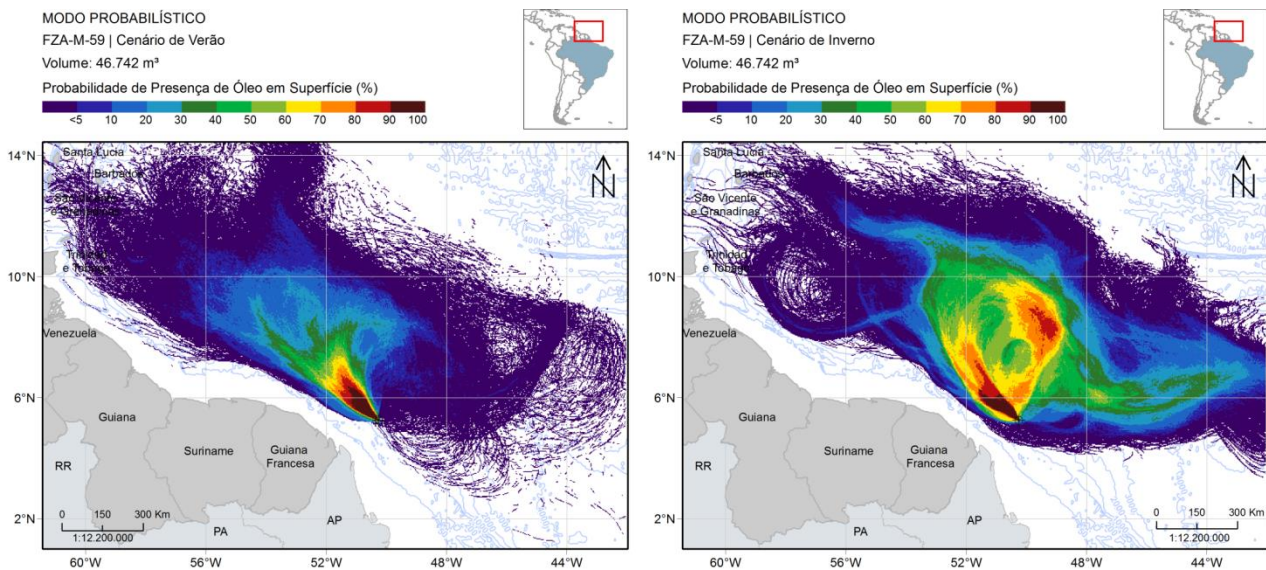 MODO PROBABILÍSTICO
FZA-M-59 | Cenário de Verão
Volume: 46.742 m³
Probabilidade de Presença de Óleo em Superfície (%)
<5 10 20 30 40 50 60 70 80 90 100
14°N
10°N
6°N
2°N
Santa Lucia
Barbados
São Vicente
e Granadinas
Trinidad
e Tobago
4000
Venezuela
Guiana
Suriname
Guiana
Francesa
RR
PA
AP
N
0 150 300 Km
1:12.200.000
60°W 56°W 52°W 48°W 44°W
MODO PROBABILÍSTICO
FZA-M-59 | Cenário de Inverno
Volume: 46.742 m³
Probabilidade de Presença de Óleo em Superfície (%)
<5 10 20 30 40 50 60 70 80 90 100
14°N
10°N
6°N
2°N
Santa Lucia
Barbados
São Vicente
e Granadinas
Trinidad
e Tobago
Venezuela
Guiana
Suriname
Guiana
Francesa
RR
PA
AP
N
0 150 300 Km
1:12.200.000
60°W 56°W 52°W 48°W 44°W